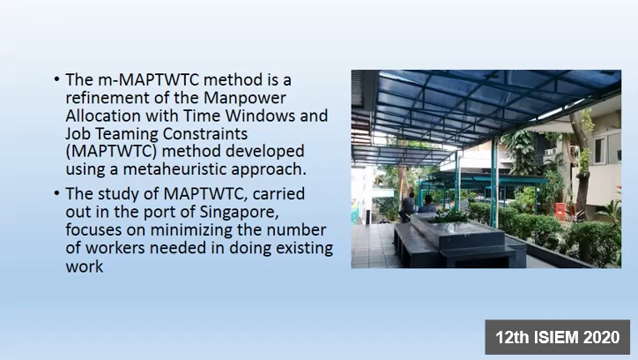 • The m-MAPTWTC method is a
refinement of the Manpower
Allocation with Time Windows and
Job Teaming Constraints
(MAPTWTC) method developed
using a metaheuristic approach.
• The study of MAPTWTC, carried
out in the port of Singapore,
focuses on minimizing the number
of workers needed in doing existing
work
12th ISIEM 2020